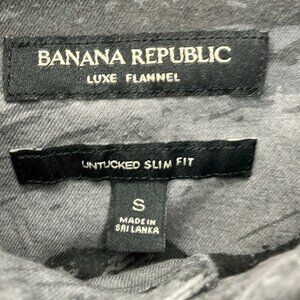 BANANA REPUBLIC
LUXE FLANNEL
UNTUCKED SLIM FIT
S
MADE IN
SRI LANKA